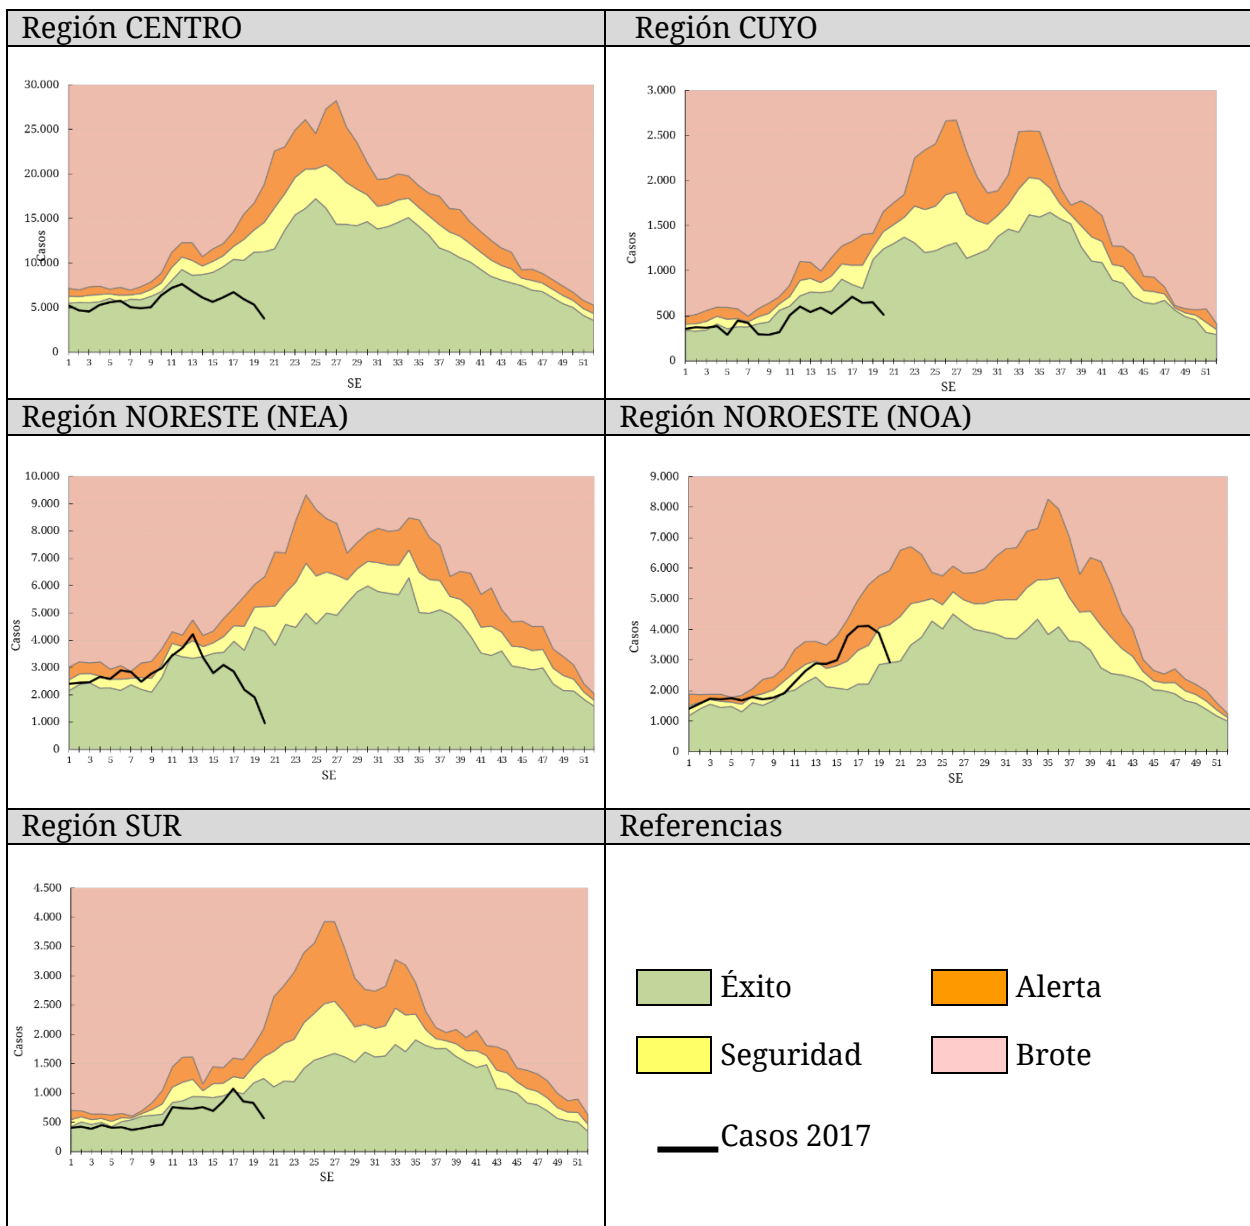 Región CENTRO
Región CUYO
30.000
25.000
20.000
15.000
10.000
5.000
0
Casos
1 3 5 7 9 11 13 15 17 19 21 23 25 27 29 31 33 35 37 39 41 43 45 47 49 51
SE
3.000
2.500
2.000
1.500
1.000
500
0
Casos
1 3 5 7 9 11 13 15 17 19 21 23 25 27 29 31 33 35 37 39 41 43 45 47 49 51
SE
Región NORESTE (NEA)
Región NOROESTE (NOA)
10.000
9.000
8.000
7.000
6.000
5.000
4.000
3.000
2.000
1.000
0
Casos
1 3 5 7 9 11 13 15 17 19 21 23 25 27 29 31 33 35 37 39 41 43 45 47 49 51
SE
9.000
8.000
7.000
6.000
5.000
4.000
3.000
2.000
1.000
0
Casos
1 3 5 7 9 11 13 15 17 19 21 23 25 27 29 31 33 35 37 39 41 43 45 47 49 51
SE
Región SUR
Referencias
4.500
4.000
3.500
3.000
2.500
2.000
1.500
1.000
500
0
Casos
1 3 5 7 9 11 13 15 17 19 21 23 25 27 29 31 33 35 37 39 41 43 45 47 49 51
SE
Éxito
Alerta
Seguridad
Brote
Casos 2017